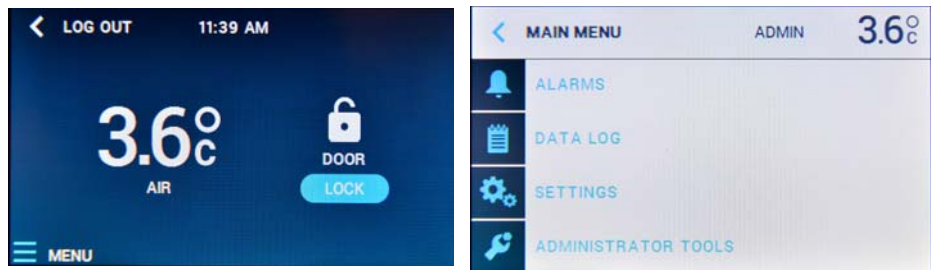 LOG OUT 11:39 AM
3.6°C
AIR
DOOR
LOCK
MENU
MAIN MENU ADMIN 3.6°C
ALARMS
DATA LOG
SETTINGS
ADMINISTRATOR TOOLS